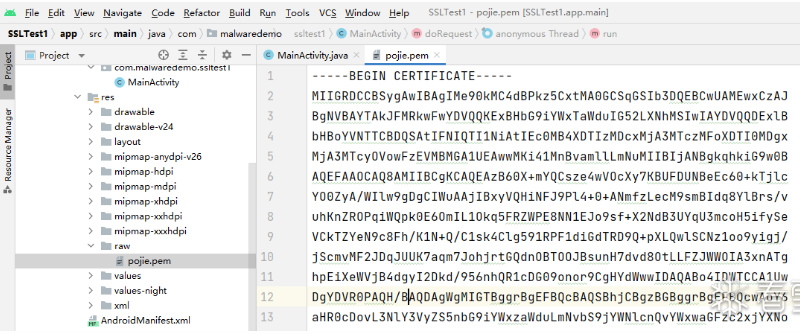 File Edit View Navigate Code Refactor Build Run Tools VCS Window Help SSLTest1 - pojie.pem [SSLTest1.app.main]
SSLTest1 app src main java com malwaredemo ssltest1 MainActivity doRequest anonymous Thread run
Project
Resource Manager
Project
com.malwaredemo.ssltest1
MainActivity
res
drawable
drawable-v24
layout
mipmap-anydpi-v26
mipmap-hdpi
mipmap-mdpi
mipmap-xhdpi
mipmap-xxhdpi
mipmap-xxxhdpi
raw
pojie.pem
values
values-night
xml
AndroidManifest.xml
MainActivity.java pojie.pem
1 -----BEGIN CERTIFICATE-----
2 MIIGRDCCBSygAwIBAgIMe90kMC4dBPkz5CxtMA0GCSqGSIb3DQEBCwUAMEwxCzAJ
3 BgNVBAYTAkJFMRkwFwYDVQQKExBHbG9iYWxTaWduIG52LXNhMSIwIAYDVQQDExlB
4 bHBoYVNTTCBDQSAtIFNIQTI1NiAtIEc0MB4XDTIzMDcxMjA3MTczMFoXDTI0MDgx
5 MjA3MTcyOVowFzEVMBMGA1UEAwwMKi41MnBvamllLmNuMIIBIjANBgkqhkiG9w0B
6 AQEFAAOCAQ8AMIIBCgKCAQEAzB60X+mYQCsze4wVOcXy7KBUFDUNBeEc60+kTjlc
7 YO0ZyA/WIlw9gDgCIWuAAjIBxyVQHiNFJ9Pl4+0+ANmfzLecM9smBIdq8YlBrs/v
8 uhKnZROPqiWQpk0E6OmIL1Okq5FRZWPE8NN1EJo9sf+X2NdB3UYqU3mcoH5ifySe
9 VCkTZYeN9c8Fh/K1N+Q/C1sk4Clg591RPF1diGdTRD9Q+pXLQwlSCNz1oo9yigj/
10 jScmvMF2JDqJUUK7aqm7JohjrtGQdnOBTOOJBsunH7dvd8OtLLFZJWWOIA3xnATg
11 hpEiXeWVjB4dgyI2Dkd/956nhQR1cDG09onor9CgHYdWwwIDAQABo4IDWTCCA1Uw
12 DgYDVR0PAQH/BAQDAgWgMIGTBggrBgEFBQcBAQSBhjCBgzBGBggrBgEFBQcwAoY6
13 aHR0cDovL3NlY3VyZS5nbG9iYWxzaWduLmNvbS9jYWNlcnQvYWxwaGFzc2xjYXNo